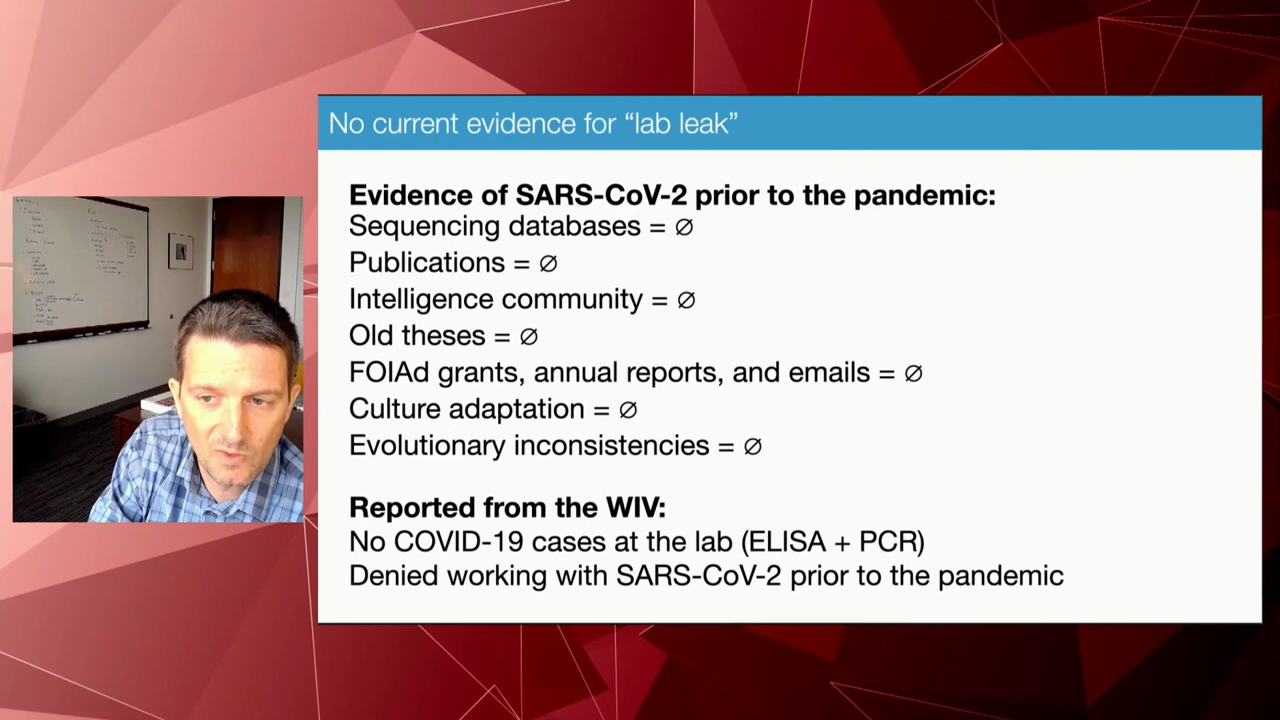 No current evidence for “lab leak”
Evidence of SARS-CoV-2 prior to the pandemic:
Sequencing databases = ∅
Publications = ∅
Intelligence community = ∅
Old theses = ∅
FOIAd grants, annual reports, and emails = ∅
Culture adaptation = ∅
Evolutionary inconsistencies = ∅
Reported from the WIV:
No COVID-19 cases at the lab (ELISA + PCR)
Denied working with SARS-CoV-2 prior to the pandemic